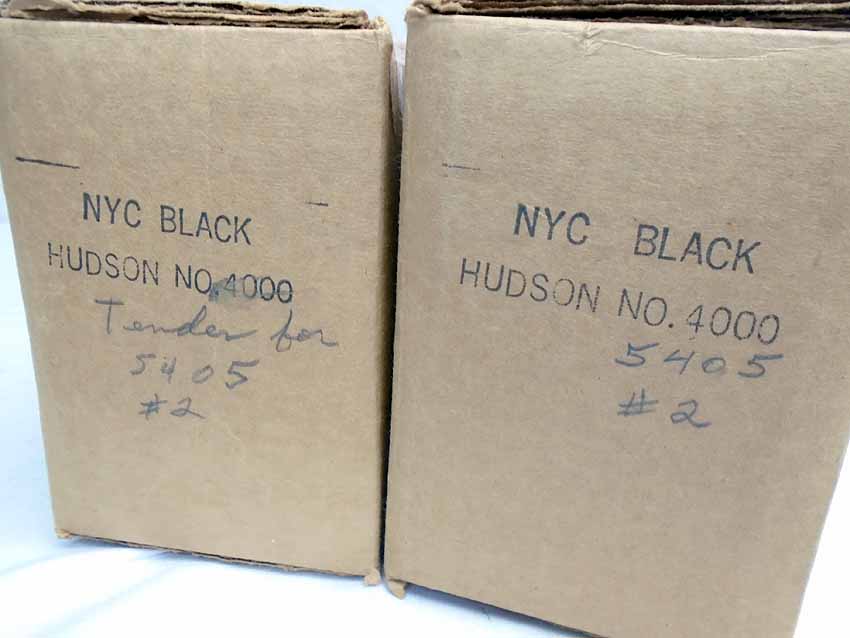 NYC BLACK
HUDSON NO. 4000
Tender for
5405
#2
NYC BLACK
HUDSON NO. 4000
5405
#2